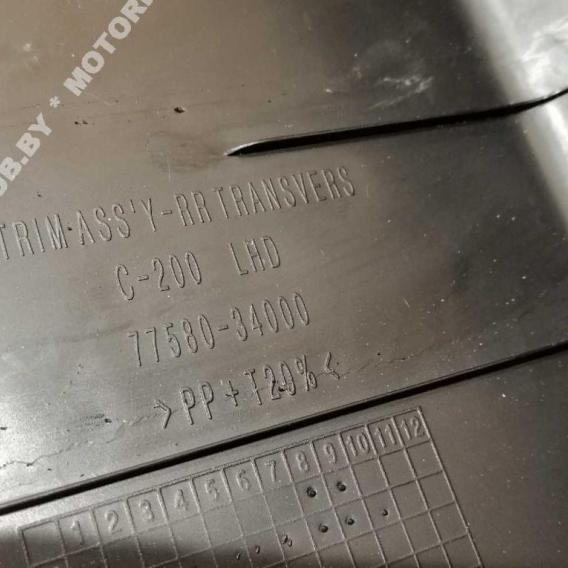 OB.BY * MOTOR
TRIM ASS'Y-RR TRANSVERS
C-200 LHD
77580-34000
>PP+T20%<
1 2 3 4 5 6 7 8 9 10 11 12